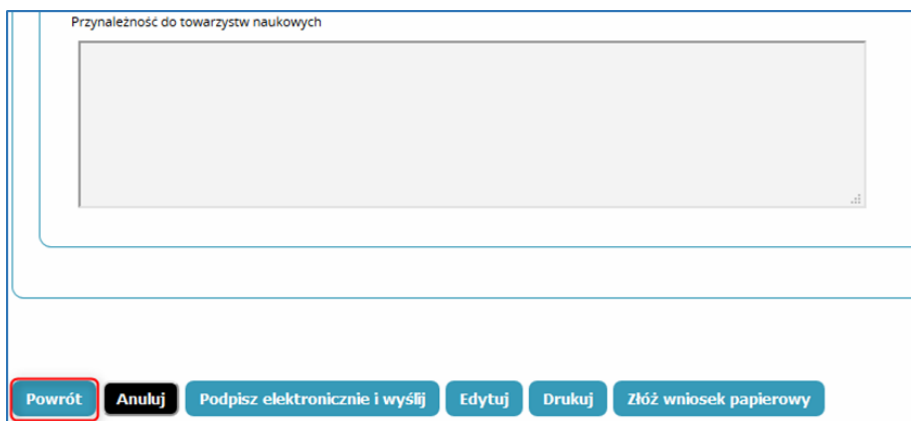 Przynależność do towarzystw naukowych
Powrót Anuluj Podpisz elektronicznie i wyślij Edytuj Drukuj Złóż wniosek papierowy